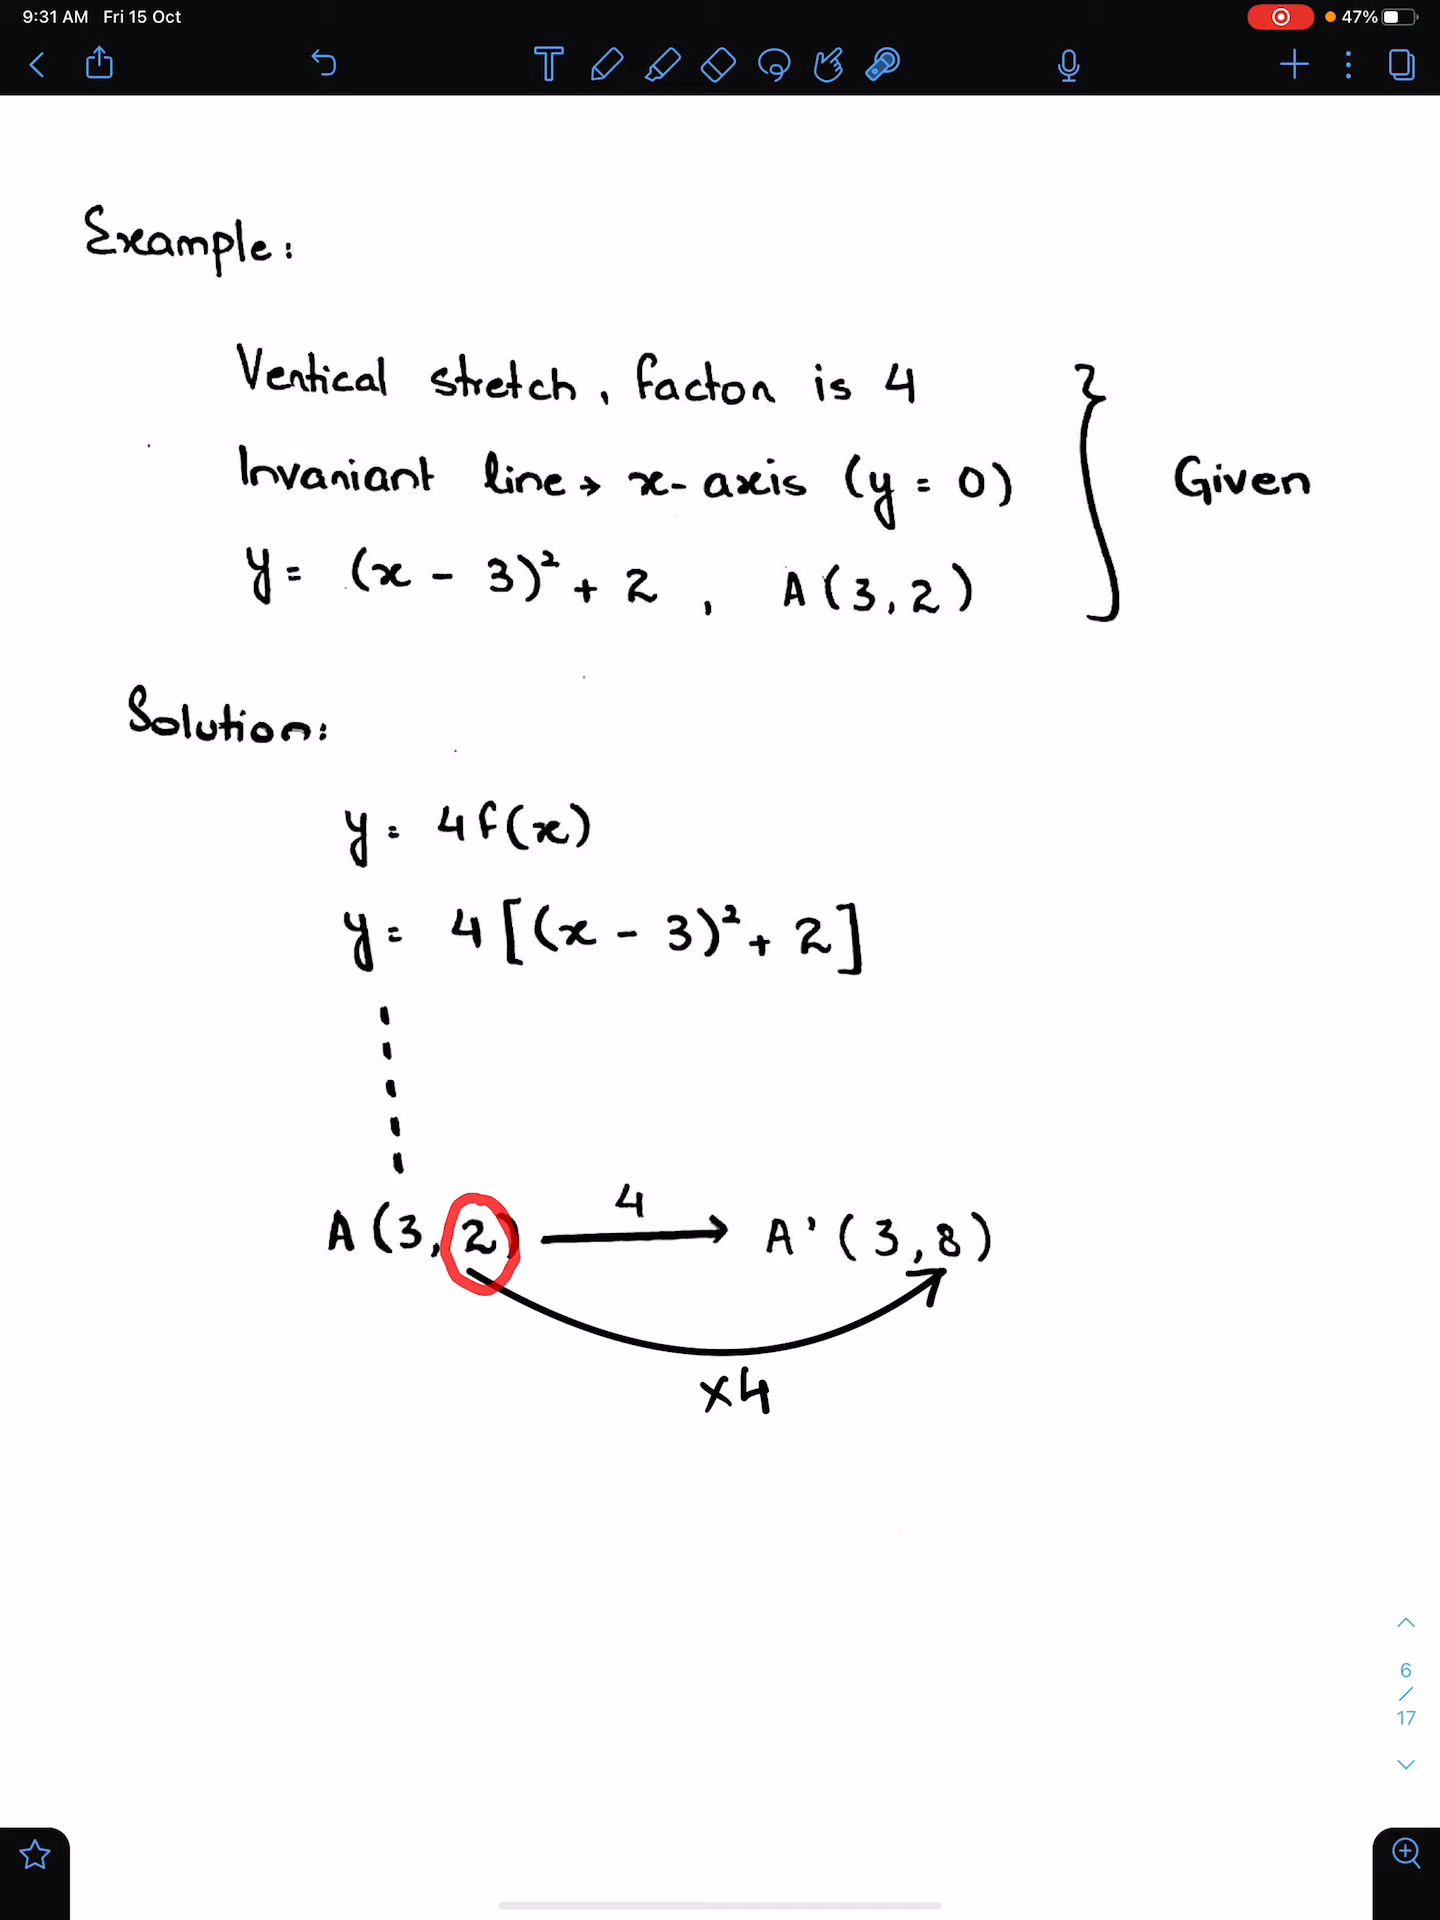 9:31 AM Fri 15 Oct
47%
T
Example:
Vertical stretch, factor is 4
Invariant line → x-axis (y = 0)
Given
y = (x - 3)² + 2 , A(3,2)
Solution:
y = 4f(x)
y = 4[(x - 3)² + 2]
4
A(3,2) → A'(3,8)
×4
6
/
17